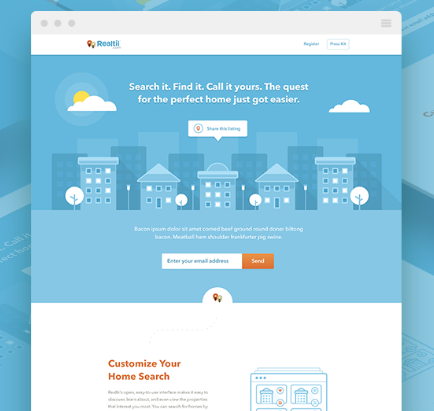 Realtii
Register
Press Kit
Search it. Find it. Call it yours. The quest
for the perfect home just got easier.
Share this listing
Bacon ipsum dolor sit amet corned beef ground round doner biltong
bacon. Meatball ham shoulder frankfurter pig swine.
Enter your email address
Send
Customize Your
Home Search
Realtii's open, easy-to-use interface makes it easy to
discover, learn about, and even crew the properties
that interest you most. You can search for homes by